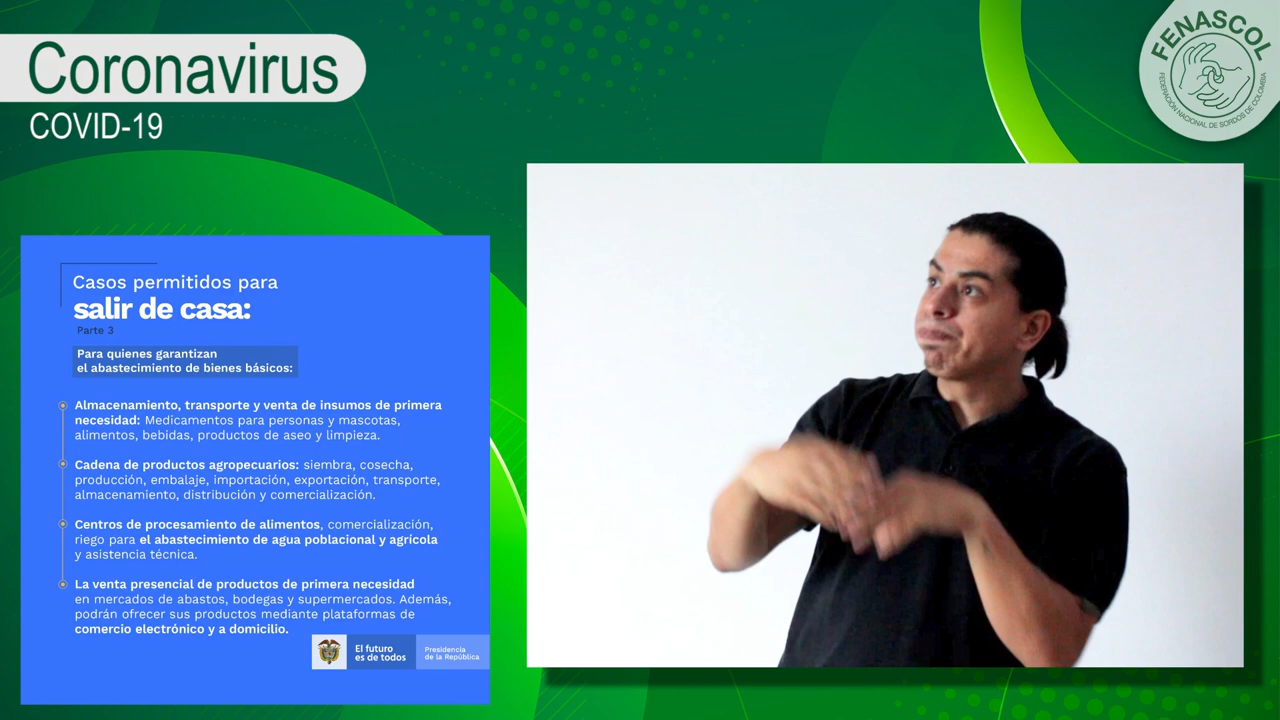 Coronavirus
COVID-19
FENASCOL
FEDERACIÓN NACIONAL DE SORDOS DE COLOMBIA
Casos permitidos para
salir de casa:
Parte 3
Para quienes garantizan
el abastecimiento de bienes básicos:
Almacenamiento, transporte y venta de insumos de primera
necesidad: Medicamentos para personas y mascotas,
alimentos, bebidas, productos de aseo y limpieza.
Cadena de productos agropecuarios: siembra, cosecha,
producción, embalaje, importación, exportación, transporte,
almacenamiento, distribución y comercialización.
Centros de procesamiento de alimentos, comercialización,
riego para el abastecimiento de agua poblacional y agrícola
y asistencia técnica.
La venta presencial de productos de primera necesidad
en mercados de abastos, bodegas y supermercados. Además,
podrán ofrecer sus productos mediante plataformas de
comercio electrónico y a domicilio.
El futuro
es de todos
Presidencia
de la República